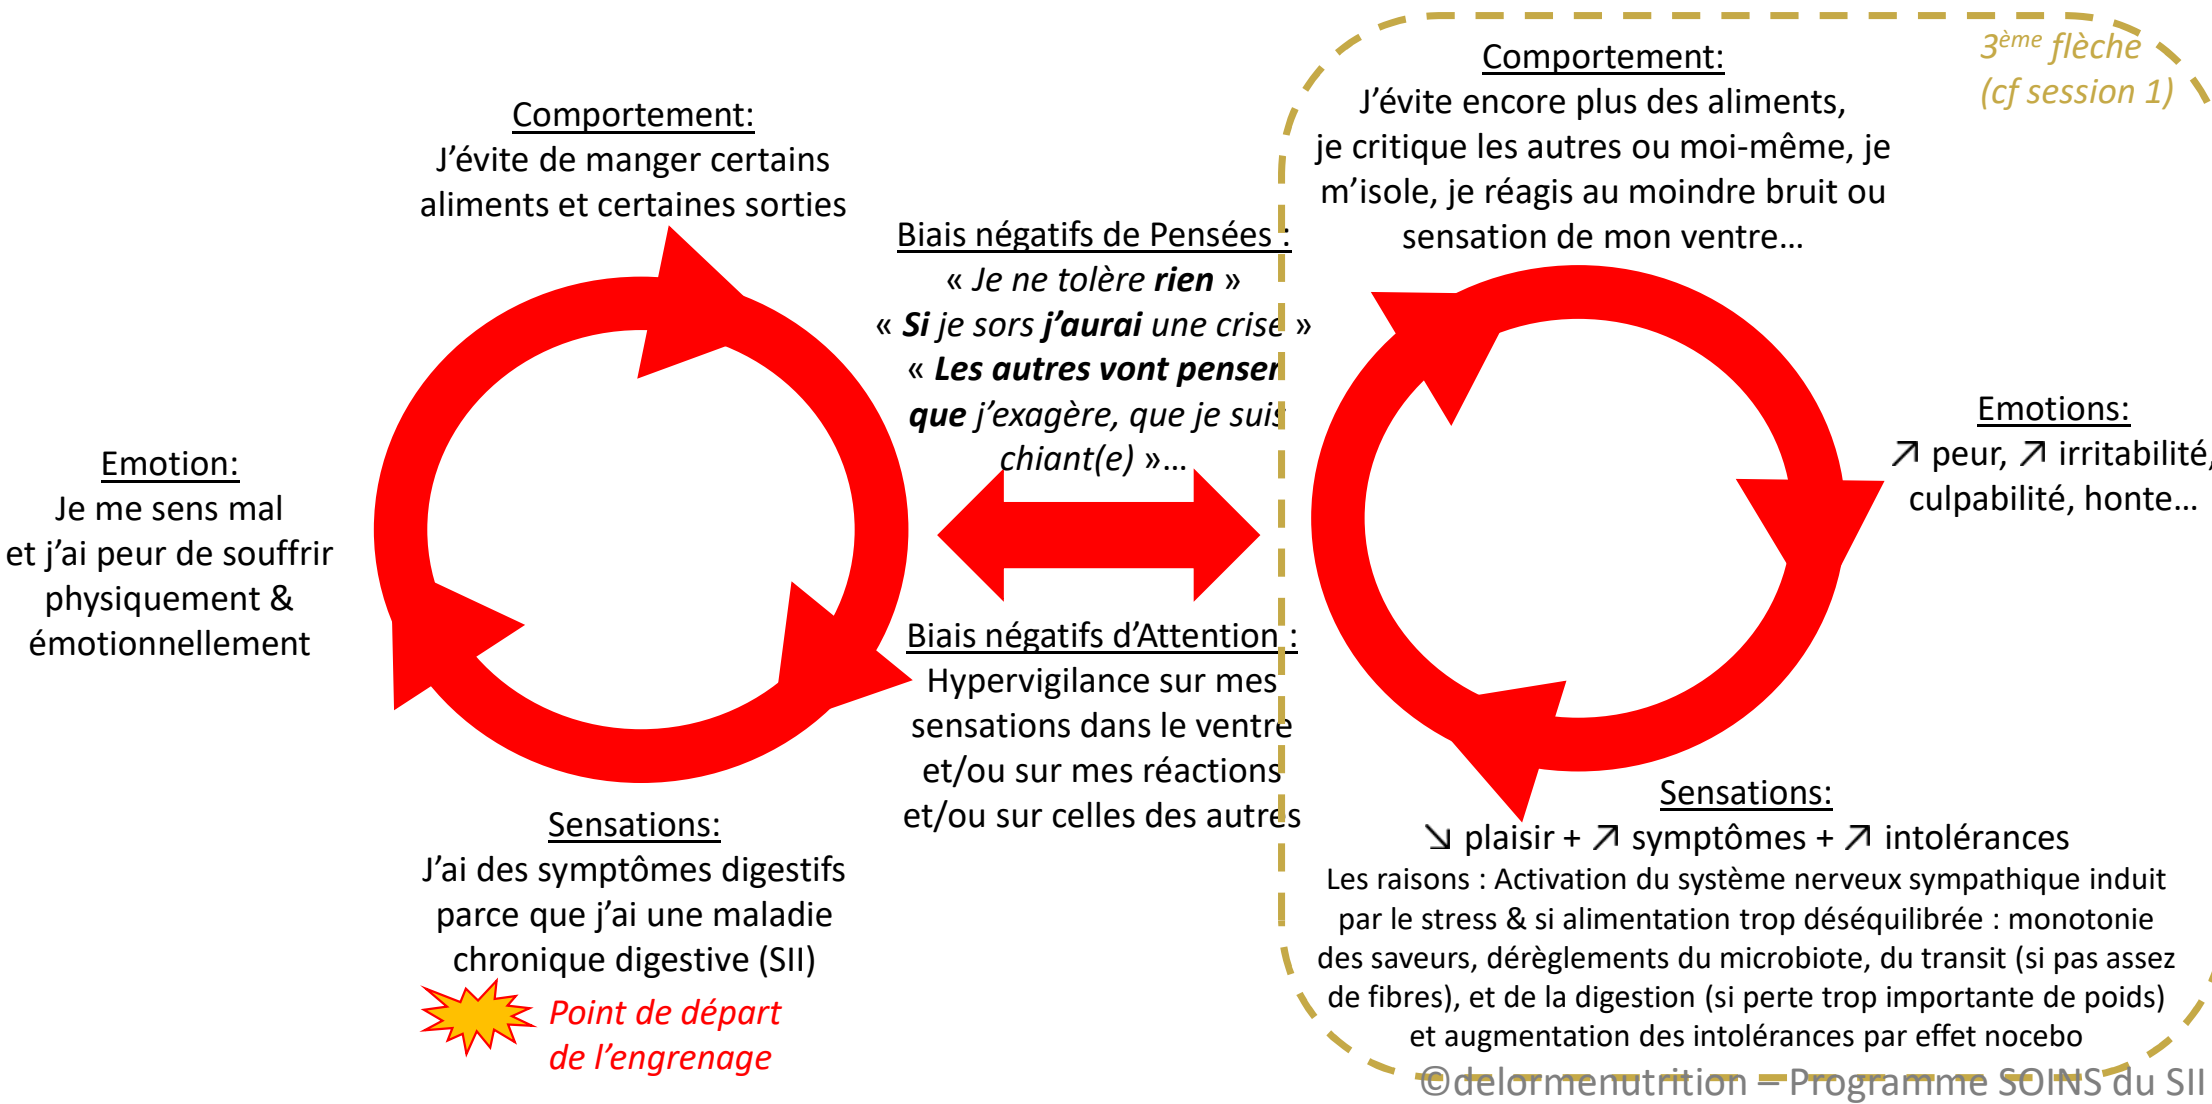 Comportement:
J’évite de manger certains
aliments et certaines sorties
Emotion:
Je me sens mal
et j’ai peur de souffrir
physiquement &
émotionnellement
Sensations:
J’ai des symptômes digestifs
parce que j’ai une maladie
chronique digestive (SII)
Point de départ
de l’engrenage
Biais négatifs de Pensées :
« Je ne tolère rien »
« Si je sors j’aurai une crise »
« Les autres vont penser
que j’exagère, que je suis
chiant(e) »…
Biais négatifs d’Attention :
Hypervigilance sur mes
sensations dans le ventre
et/ou sur mes réactions
et/ou sur celles des autres
3ème flèche
(cf session 1)
Comportement:
J’évite encore plus des aliments,
je critique les autres ou moi-même, je
m’isole, je réagis au moindre bruit ou
sensation de mon ventre…
Emotions:
↗ peur, ↗ irritabilité,
culpabilité, honte…
Sensations:
↘ plaisir + ↗ symptômes + ↗ intolérances
Les raisons : Activation du système nerveux sympathique induit
par le stress & si alimentation trop déséquilibrée : monotonie
des saveurs, dérèglements du microbiote, du transit (si pas assez
de fibres), et de la digestion (si perte trop importante de poids)
et augmentation des intolérances par effet nocebo
©delormenutrition – Programme SOINS du SII